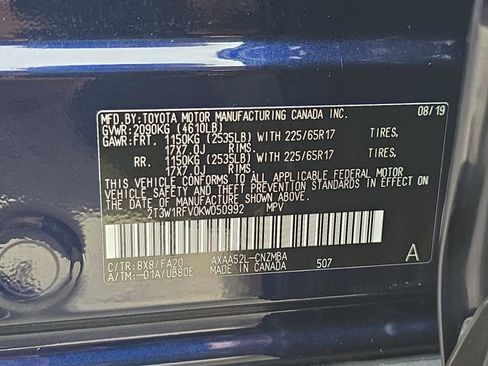 MFD.BY:TOYOTA MOTOR MANUFACTURING CANADA INC. 08/19
GVWR:2090KG (4610LB)
GAWR:FRT. 1150KG (2535LB) WITH 225/65R17 TIRES,
17X7.0J RIMS.
RR. 1150KG (2535LB) WITH 225/65R17 TIRES,
17X7.0J RIMS.
THIS VEHICLE CONFORMS TO ALL APPLICABLE FEDERAL MOTOR
VEHICLE SAFETY AND THEFT PREVENTION STANDARDS IN EFFECT
ON THE DATE OF MANUFACTURE SHOWN ABOVE.
2T3W1RFV0KW050992 MPV
C/TR:8X8/FA20 AXAA52L-CNZMBA A
A/TM:-01A/UB80E MADE IN CANADA 507